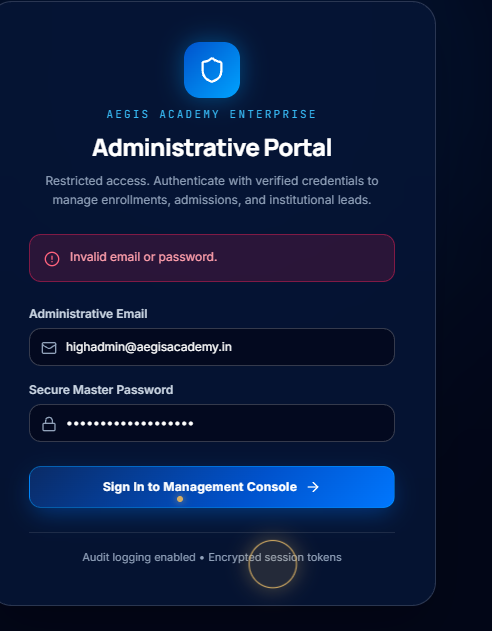 AEGIS ACADEMY ENTERPRISE
Administrative Portal
Restricted access. Authenticate with verified credentials to
manage enrollments, admissions, and institutional leads.
Invalid email or password.
Administrative Email
highadmin@aegisacademy.in
Secure Master Password
•••••••••••••••••••
Sign In to Management Console →
Audit logging enabled • Encrypted session tokens